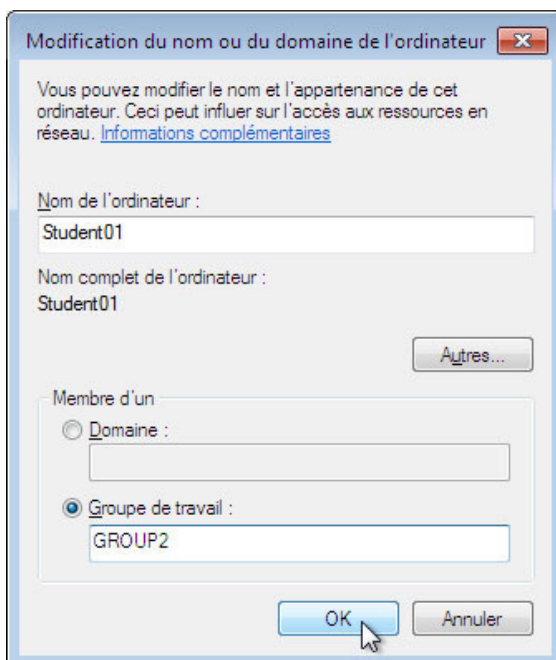 Modification du nom ou du domaine de l'ordinateur
Vous pouvez modifier le nom et l'appartenance de cet
ordinateur. Ceci peut influer sur l'accès aux ressources en
réseau. Informations complémentaires
Nom de l'ordinateur :
Student01
Nom complet de l'ordinateur :
Student01
Autres...
Membre d'un
Domaine :
Groupe de travail :
GROUP2
OK
Annuler